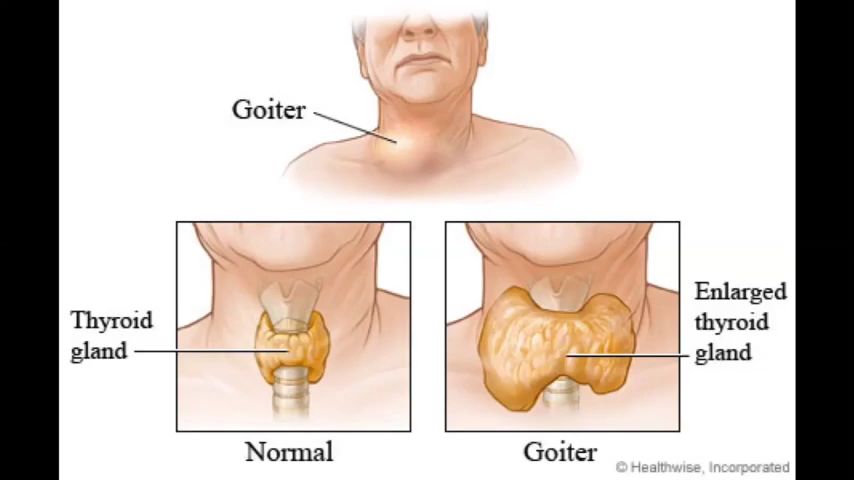 Goiter
Thyroid
gland
Enlarged
thyroid
gland
Normal
Goiter
© Healthwise, Incorporated